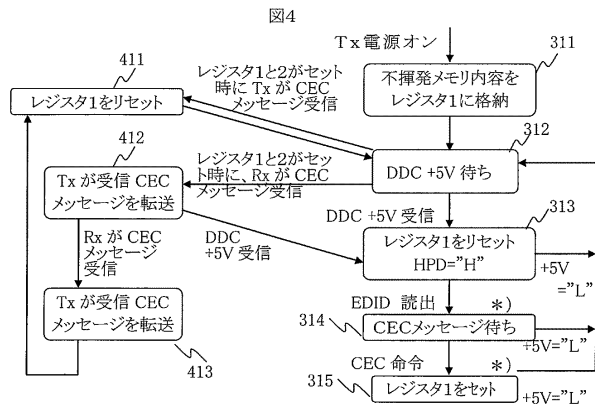 図4
Tx電源オン
311
不揮発メモリ内容を
レジスタ1に格納
411
レジスタ1と2がセット
時に Tx が CEC
メッセージ受信
レジスタ1をリセット
312
DDC +5V 待ち
412
レジスタ1と2がセッ
ト時に、Rx が CEC
メッセージ受信
Tx が受信 CEC
メッセージを転送
DDC +5V 受信
313
レジスタ1をリセット
HPD="H"
+5V
="L"
Rx が CEC
メッセージ
受信
DDC
+5V 受信
EDID 読出
*)
314
CECメッセージ待ち
+5V="L"
Tx が受信 CEC
メッセージを転送
413
CEC 命令
*)
315
レジスタ1をセット
+5V="L"